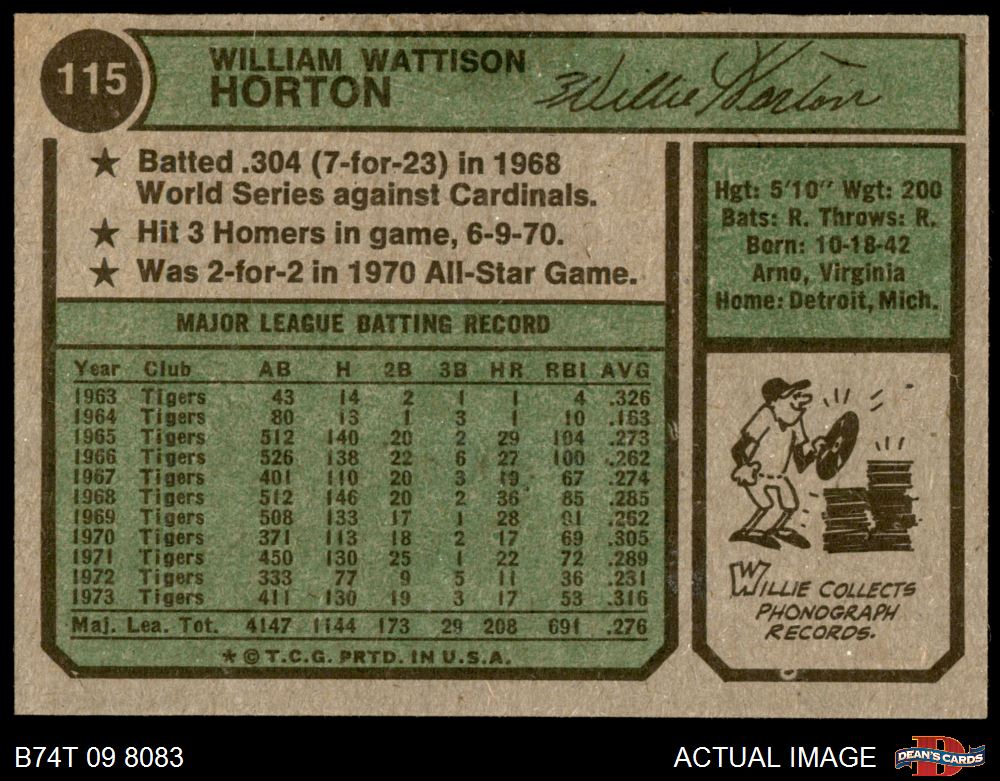 115
WILLIAM WATTISON
HORTON
Willie Horton
★ Batted .304 (7-for-23) in 1968
World Series against Cardinals.
★ Hit 3 Homers in game, 6-9-70.
★ Was 2-for-2 in 1970 All-Star Game.
Hgt: 5'10" Wgt: 200
Bats: R. Throws: R.
Born: 10-18-42
Arno, Virginia
Home: Detroit, Mich.
MAJOR LEAGUE BATTING RECORD
Year Club AB H 2B 3B HR RBI AVG
1963 Tigers 43 14 2 1 1 4 .326
1964 Tigers 80 13 1 3 1 10 .163
1965 Tigers 512 140 20 2 29 104 .273
1966 Tigers 526 138 22 6 27 100 .262
1967 Tigers 401 110 20 3 19 67 .274
1968 Tigers 512 146 20 2 36 85 .285
1969 Tigers 508 133 17 1 28 91 .262
1970 Tigers 371 113 18 2 17 69 .305
1971 Tigers 450 130 25 1 22 72 .289
1972 Tigers 333 77 9 5 11 36 .231
1973 Tigers 411 130 19 3 17 53 .316
Maj. Lea. Tot. 4147 1144 173 29 208 691 .276
★ © T.C.G. PRTD. IN U.S.A.
WILLIE COLLECTS
PHONOGRAPH
RECORDS.
B74T 09 8083
ACTUAL IMAGE
D
DEAN'S CARDS